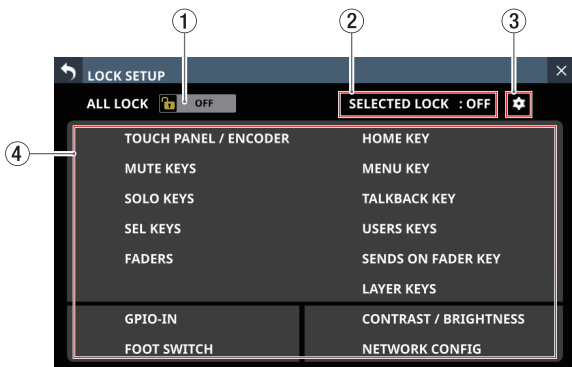 ① ② ③
LOCK SETUP
ALL LOCK OFF SELECTED LOCK : OFF
④
TOUCH PANEL / ENCODER HOME KEY
MUTE KEYS MENU KEY
SOLO KEYS TALKBACK KEY
SEL KEYS USERS KEYS
FADERS SENDS ON FADER KEY
LAYER KEYS
GPIO-IN CONTRAST / BRIGHTNESS
FOOT SWITCH NETWORK CONFIG